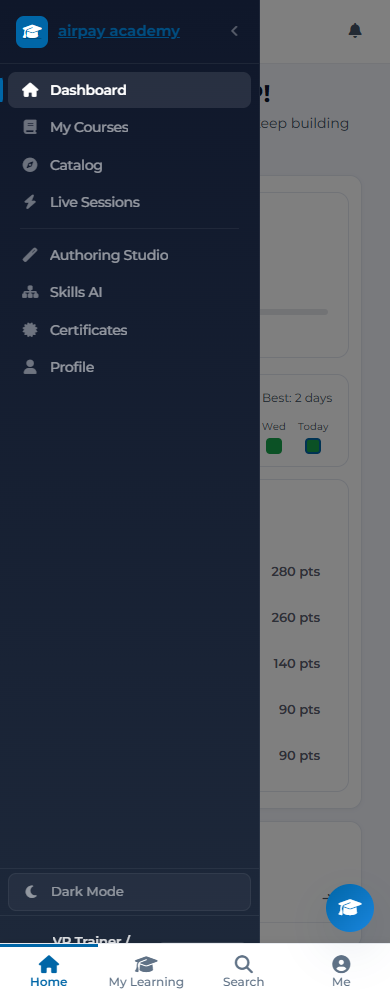 airpay academy
Dashboard
My Courses
Catalog
Live Sessions
Authoring Studio
Skills AI
Certificates
Profile
!
eep building
Best: 2 days
Wed Today
280 pts
260 pts
140 pts
90 pts
90 pts
Dark Mode
VP Trainer /
Home My Learning Search Me